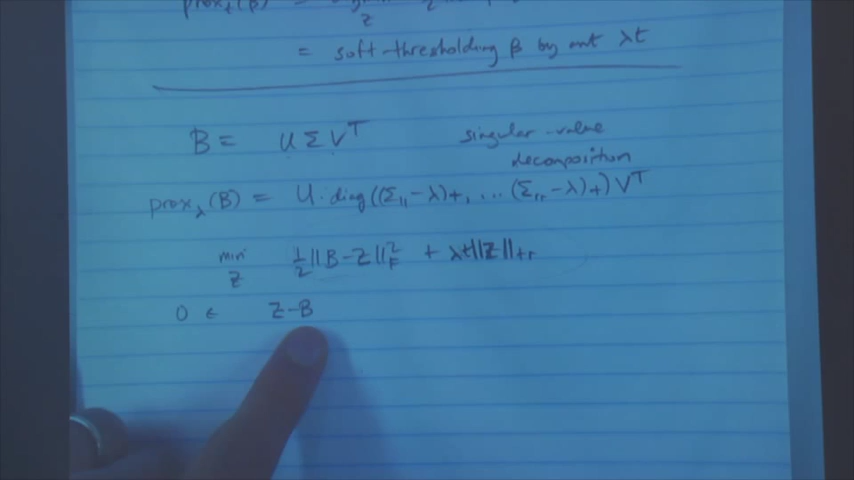 prox_t(β) =
= soft-thresholding β by amt λt
B = U Σ V^T singular-value
decomposition
prox_λ(B) = U · diag((Σ_11 − λ)_+, ... (Σ_rr − λ)_+) V^T
min_Z ½||B − Z||_F^2 + λt||Z||_tr
0 ∈ Z − B